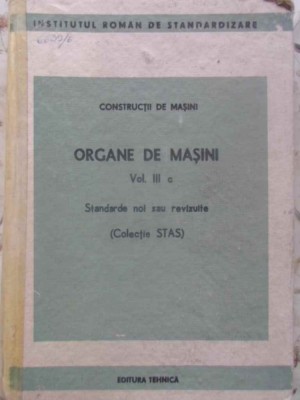 INSTITUTUL ROMÂN DE STANDARDIZARE
CONSTRUCȚII DE MAȘINI
ORGANE DE MAȘINI
Vol. III c
Standarde noi sau revizuite
(Colecție STAS)
EDITURA TEHNICĂ